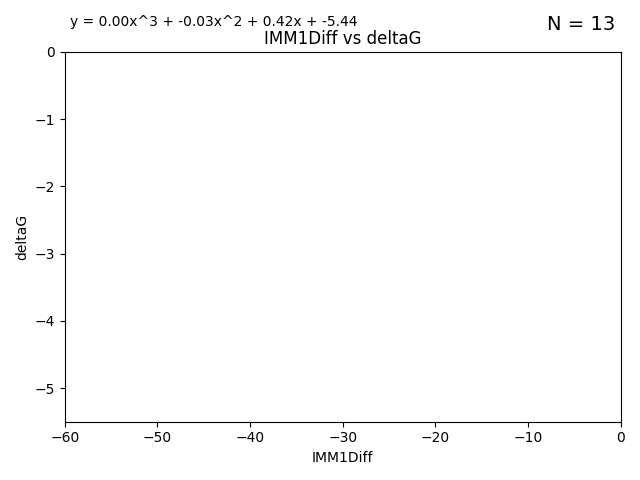 y = 0.00x^3 + -0.03x^2 + 0.42x + -5.44
N = 13
IMM1Diff vs deltaG
0
−1
−2
−3
−4
−5
deltaG
−60 −50 −40 −30 −20 −10 0
IMM1Diff